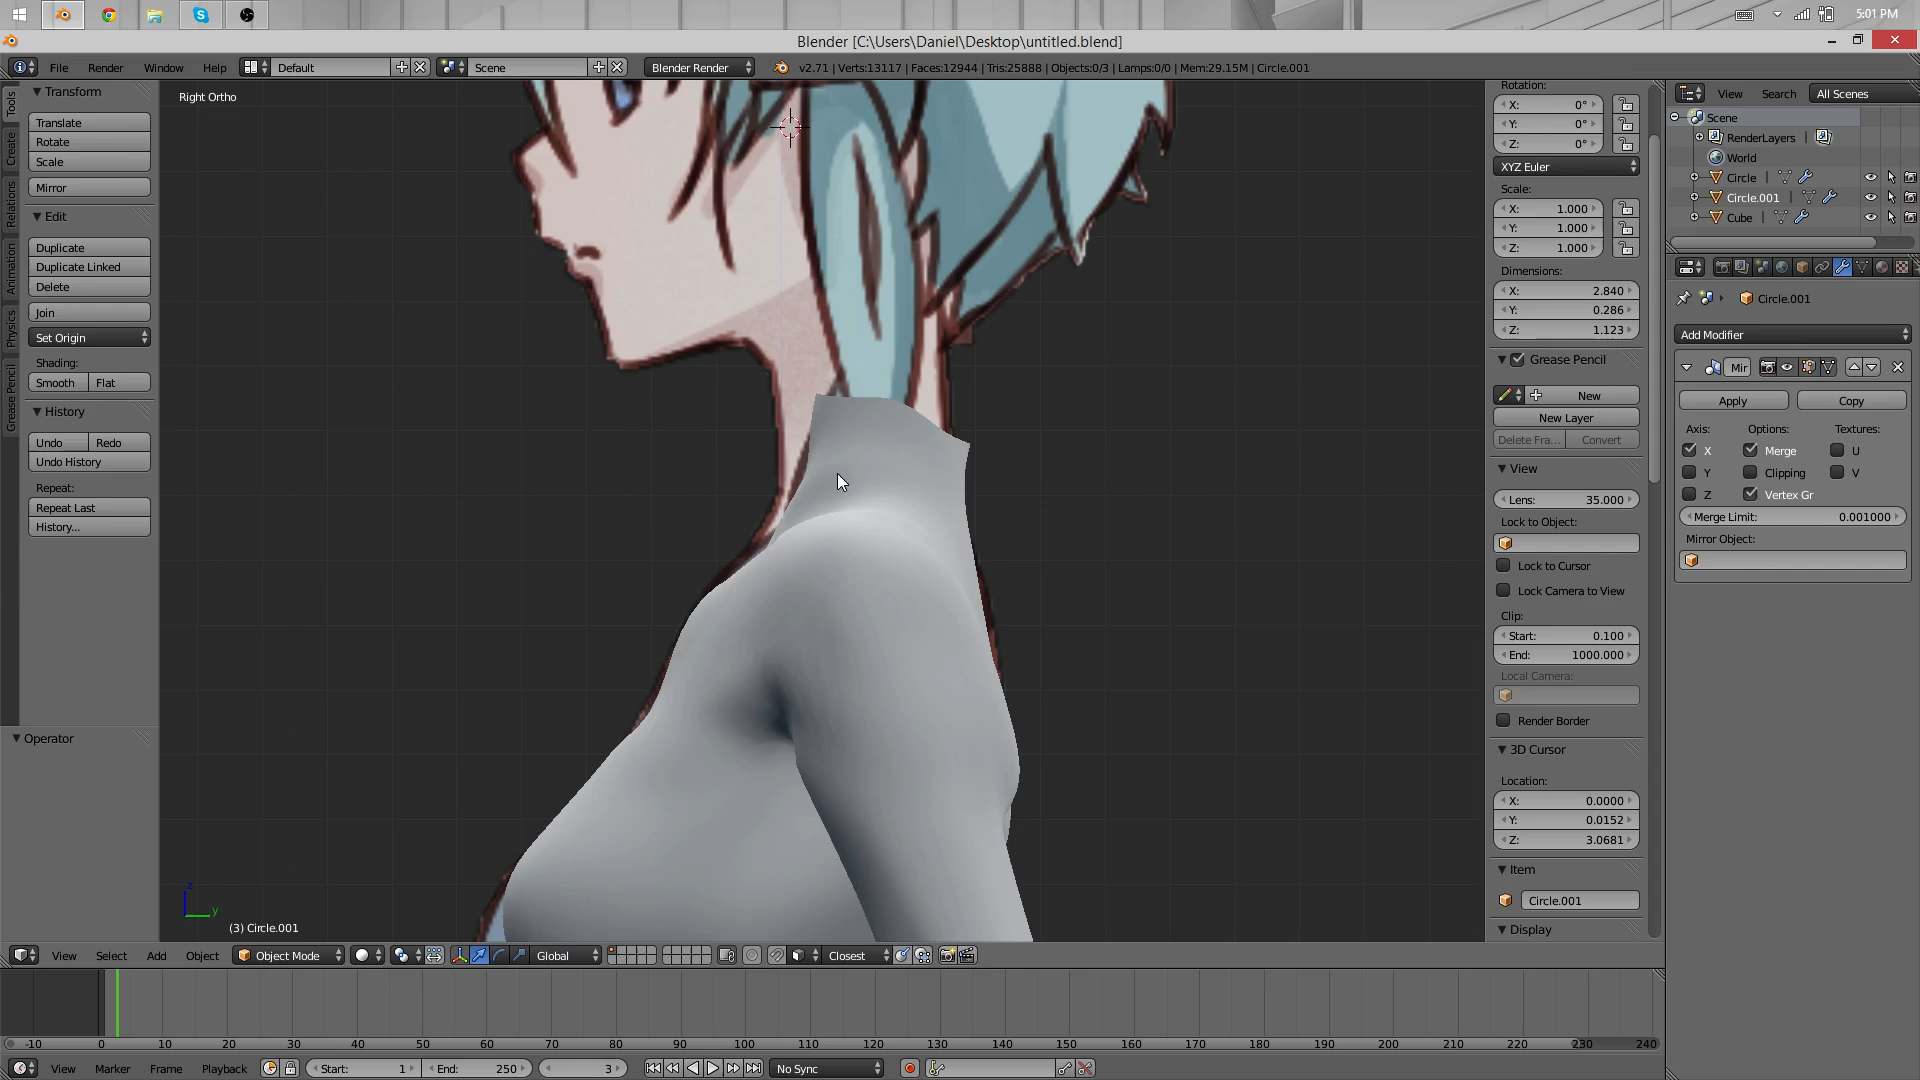 5:01 PM
Blender [C:\Users\Daniel\Desktop\untitled.blend]
File Render Window Help Default Scene Blender Render v2.71 | Verts:13117 | Faces:12944 | Tris:25888 | Objects:0/3 | Lamps:0/0 | Mem:29.15M | Circle.001
Tools
Create
Relations
Animation
Physics
Grease Pencil
Transform
Translate
Rotate
Scale
Mirror
Edit
Duplicate
Duplicate Linked
Delete
Join
Set Origin
Shading:
Smooth Flat
History
Undo Redo
Undo History
Repeat:
Repeat Last
History...
Operator
Right Ortho
z
y
(3) Circle.001
Rotation:
X: 0°
Y: 0°
Z: 0°
XYZ Euler
Scale:
X: 1.000
Y: 1.000
Z: 1.000
Dimensions:
X: 2.840
Y: 0.286
Z: 1.123
Grease Pencil
New
New Layer
Delete Fra... Convert
View
Lens: 35.000
Lock to Object:
Lock to Cursor
Lock Camera to View
Clip:
Start: 0.100
End: 1000.000
Local Camera:
Render Border
3D Cursor
Location:
X: 0.0000
Y: 0.0152
Z: 3.0681
Item
Circle.001
Display
View Search All Scenes
Scene
RenderLayers
World
Circle
Circle.001
Cube
Circle.001
Add Modifier
Mir
Apply Copy
Axis: Options: Textures:
X Merge U
Y Clipping V
Z Vertex Gr
Merge Limit: 0.001000
Mirror Object:
View Select Add Object Object Mode Global Closest
-10 0 10 20 30 40 50 60 70 80 90 100 110 120 130 140 150 160 170 180 190 200 210 220 230 240
View Marker Frame Playback Start: 1 End: 250 3 No Sync